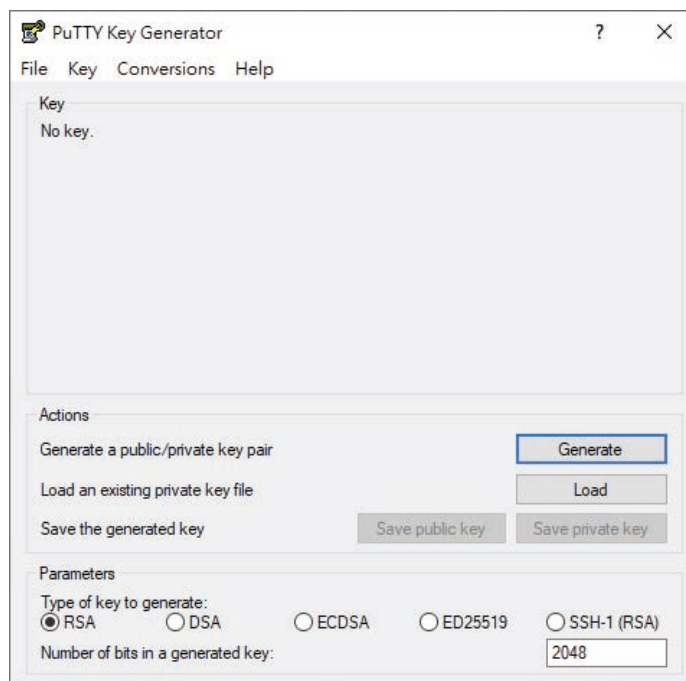 PuTTY Key Generator ?
File Key Conversions Help
Key
No key.
Actions
Generate a public/private key pair Generate
Load an existing private key file Load
Save the generated key Save public key Save private key
Parameters
Type of key to generate:
RSA DSA ECDSA ED25519 SSH-1 (RSA)
Number of bits in a generated key: 2048